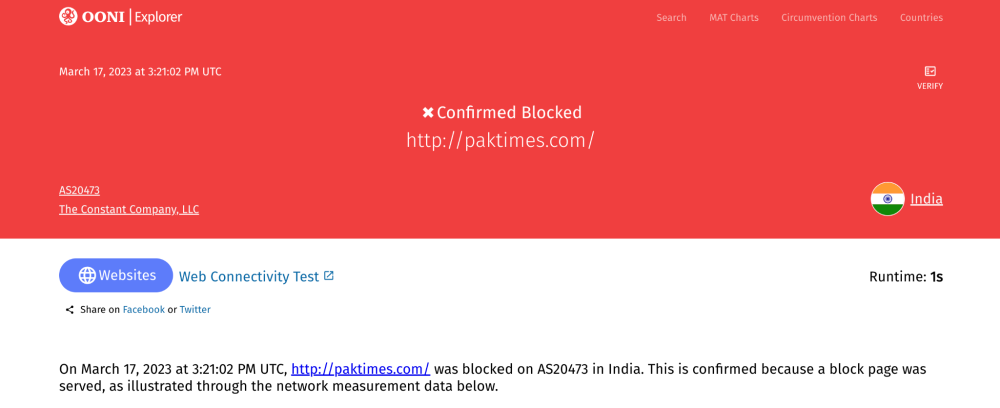 OONI Explorer
Search MAT Charts Circumvention Charts Countries
March 17, 2023 at 3:21:02 PM UTC
VERIFY
✖ Confirmed Blocked
http://paktimes.com/
AS20473
The Constant Company, LLC
India
Websites Web Connectivity Test
Runtime: 1s
Share on Facebook or Twitter
On March 17, 2023 at 3:21:02 PM UTC, http://paktimes.com/ was blocked on AS20473 in India. This is confirmed because a block page was
served, as illustrated through the network measurement data below.